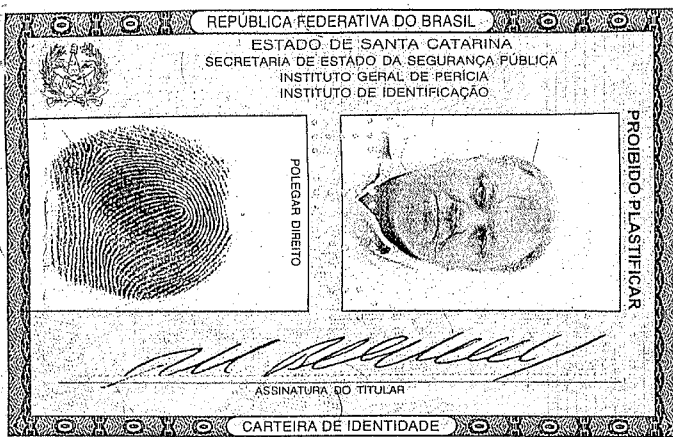 REPÚBLICA FEDERATIVA DO BRASIL
ESTADO DE SANTA CATARINA
SECRETARIA DE ESTADO DA SEGURANÇA PÚBLICA
INSTITUTO GERAL DE PERÍCIA
INSTITUTO DE IDENTIFICAÇÃO
POLEGAR DIREITO
PROIBIDO PLASTIFICAR
ASSINATURA DO TITULAR
CARTEIRA DE IDENTIDADE